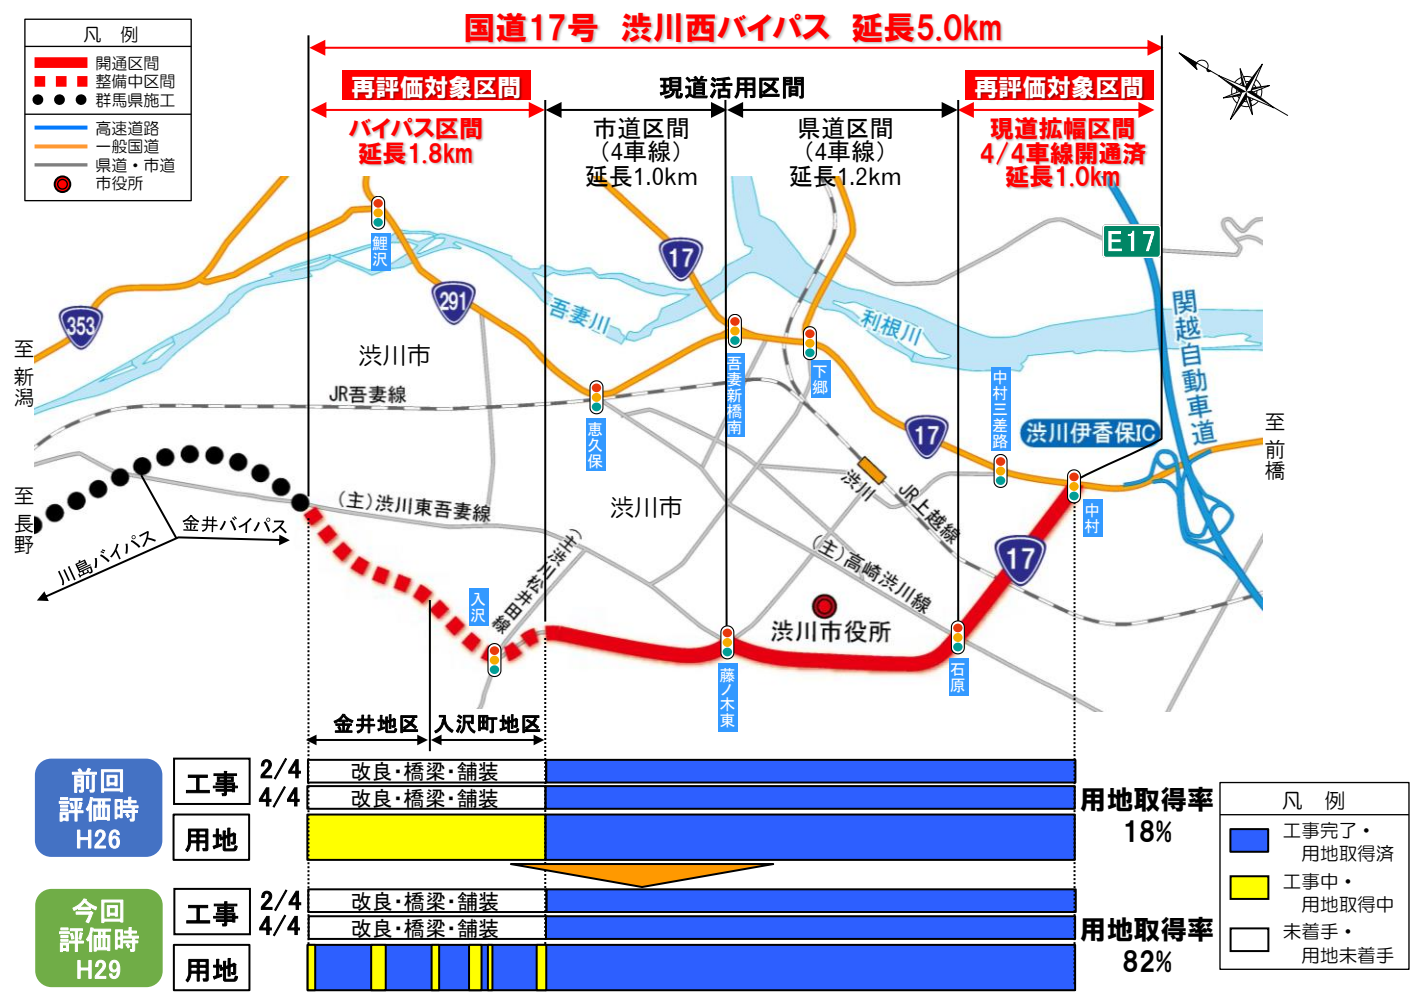 国道17号 渋川西バイパス 延長5.0km
凡 例
開通区間
整備中区間
群馬県施工
高速道路
一般国道
県道・市道
市役所
再評価対象区間
バイパス区間
延長1.8km
現道活用区間
市道区間
（4車線）
延長1.0km
県道区間
（4車線）
延長1.2km
再評価対象区間
現道拡幅区間
4/4車線開通済
延長1.0km
E17
鯉沢
17
291
353
吾妻川
利根川
関越自動車道
至新潟
渋川市
JR吾妻線
恵久保
吾妻新橋南
下郷
中村三差路
17
渋川伊香保IC
至前橋
至長野
（主）渋川東吾妻線
金井バイパス
川島バイパス
渋川市
渋川
JR上越線
中村
17
（主）渋川松井田線
（主）高崎渋川線
入沢
渋川市役所
藤ノ木東
石原
金井地区
入沢町地区
前回
評価時
H26
工事
2/4
改良・橋梁・舗装
4/4
改良・橋梁・舗装
用地
用地取得率
18%
今回
評価時
H29
工事
2/4
改良・橋梁・舗装
4/4
改良・橋梁・舗装
用地
用地取得率
82%
凡 例
工事完了・
用地取得済
工事中・
用地取得中
未着手・
用地未着手